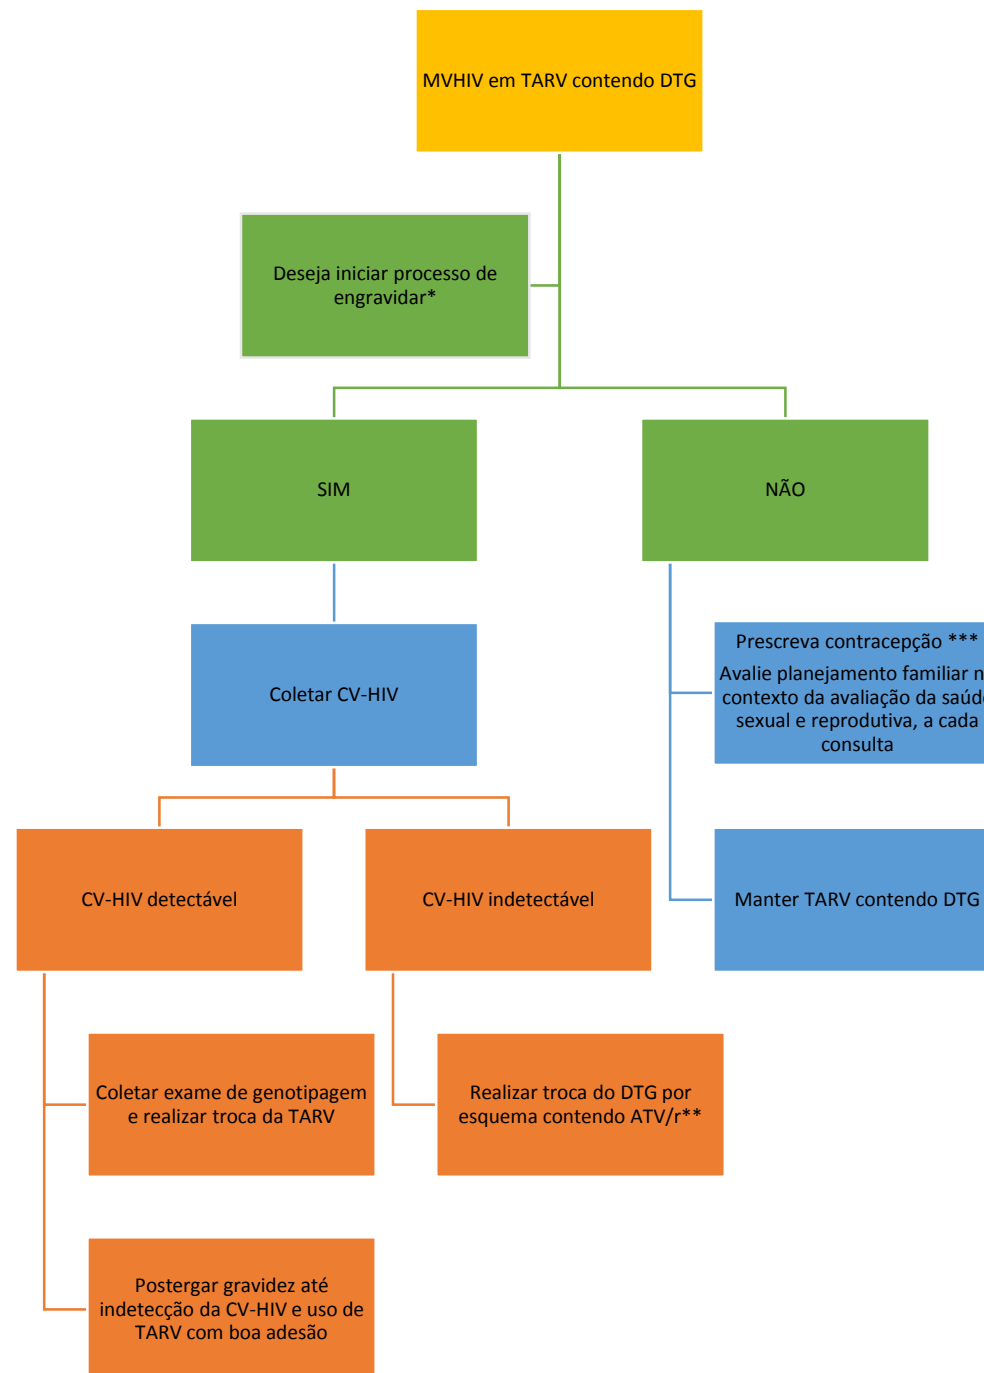 MVHIV em TARV contendo DTG
Deseja iniciar processo de
engravidar*
SIM
NÃO
Coletar CV-HIV
Prescreva contracepção ***
Avalie planejamento familiar
contexto da avaliação da
sexual e reprodutiva, a cada
consulta
CV-HIV detectável
CV-HIV indetectável
Manter TARV contendo DTG
Coletar exame de genotipagem
e realizar troca da TARV
Realizar troca do DTG por
esquema contendo ATV/r**
Postergar gravidez até
indetecção da CV-HIV e uso de
TARV com boa adesão